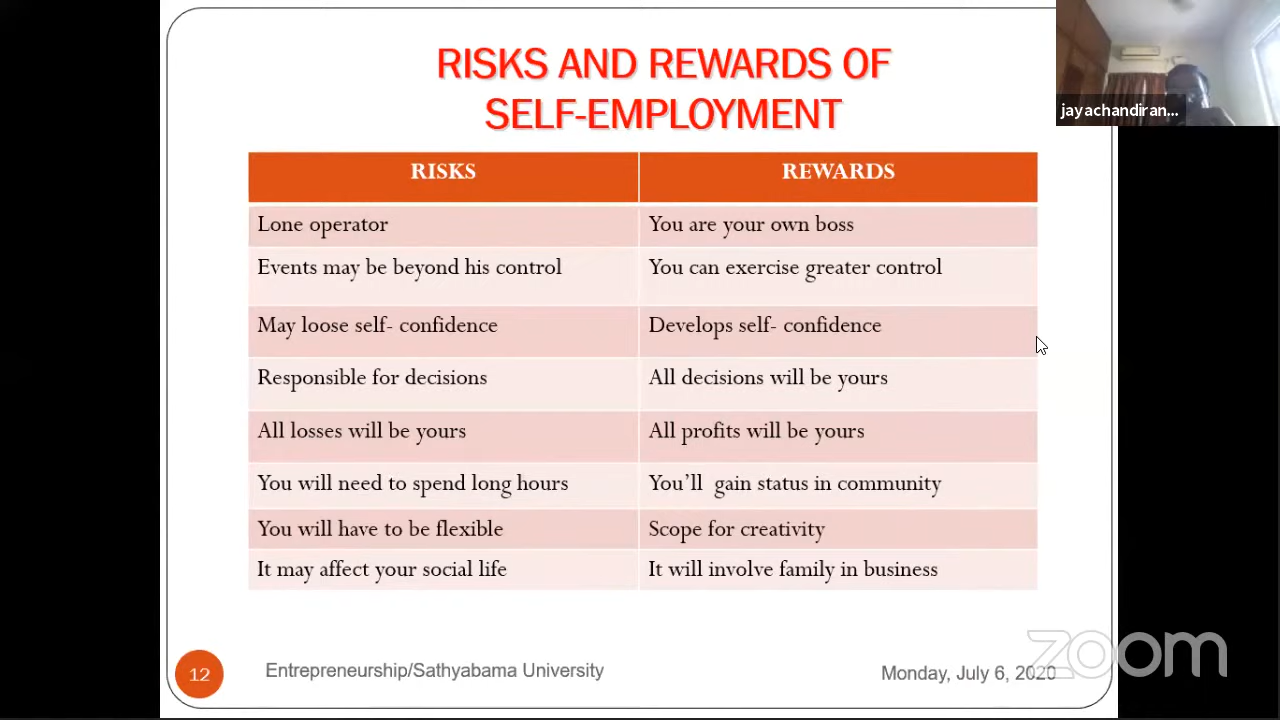 RISKS AND REWARDS OF
SELF-EMPLOYMENT
jayachandiran...
RISKS REWARDS
Lone operator You are your own boss
Events may be beyond his control You can exercise greater control
May loose self- confidence Develops self- confidence
Responsible for decisions All decisions will be yours
All losses will be yours All profits will be yours
You will need to spend long hours You’ll gain status in community
You will have to be flexible Scope for creativity
It may affect your social life It will involve family in business
12 Entrepreneurship/Sathyabama University Monday, July 6, 2020
zoom